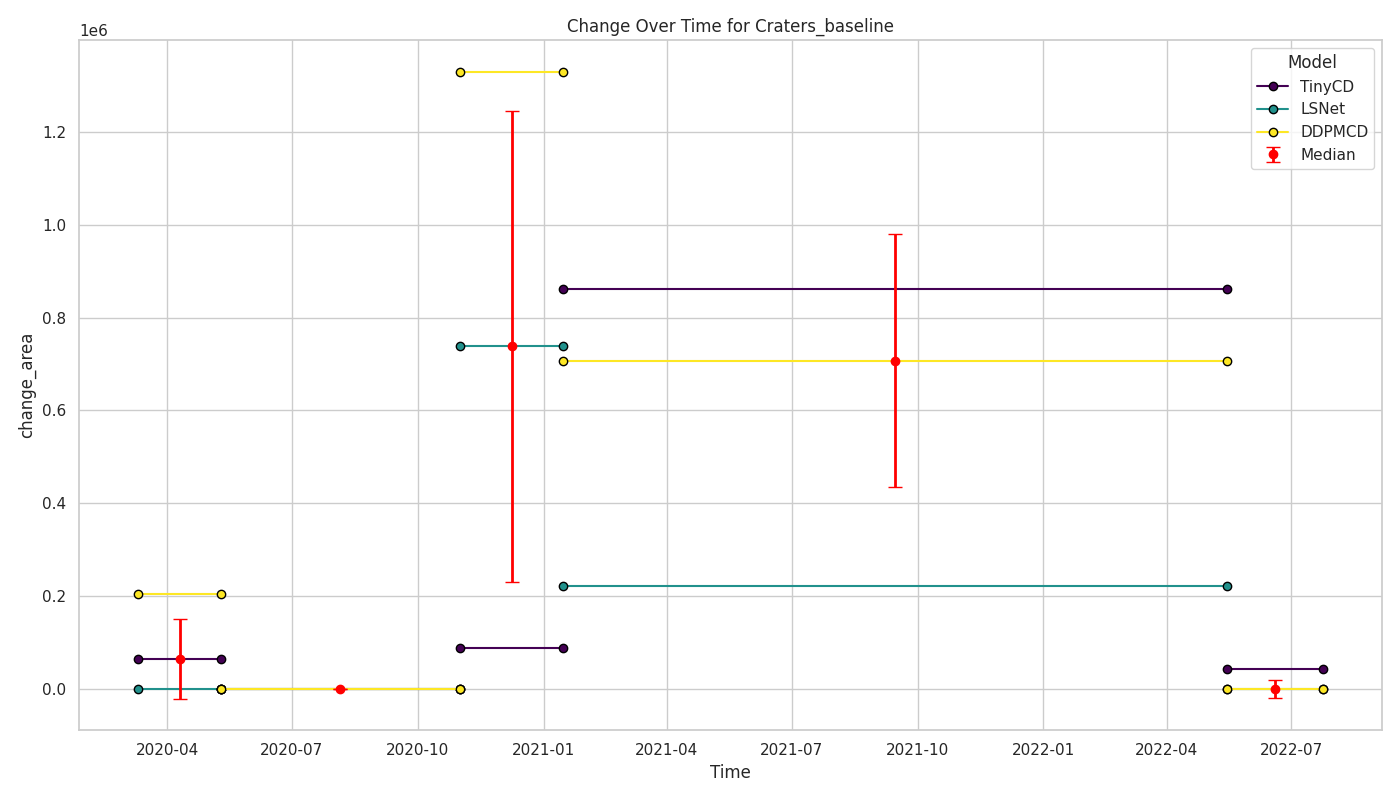 Change Over Time for Craters_baseline
1e6
Model
TinyCD
LSNet
DDPMCD
Median
1.2
1.0
0.8
0.6
0.4
0.2
0.0
change_area
2020-04
2020-07
2020-10
2021-01
2021-04
2021-07
2021-10
2022-01
2022-04
2022-07
Time